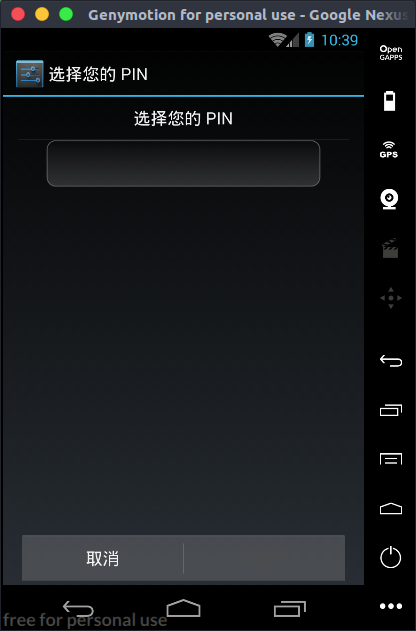 Genymotion for personal use - Google Nexus
10:39
Open
GAPPS
选择您的 PIN
选择您的 PIN
GPS
取消
free for personal use